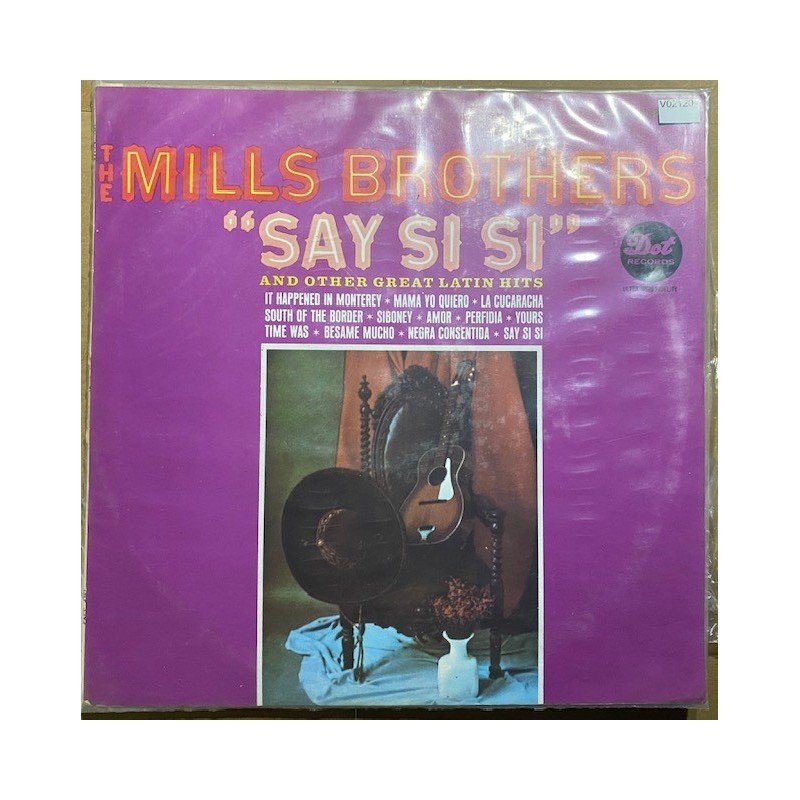 V02120
THE MILLS BROTHERS
"SAY SI SI"
Dot
RECORDS
AND OTHER GREAT LATIN HITS
IT HAPPENED IN MONTEREY * MAMA YO QUIERO * LA CUCARACHA
SOUTH OF THE BORDER * SIBONEY * AMOR * PERFIDIA * YOURS
TIME WAS * BESAME MUCHO * NEGRA CONSENTIDA * SAY SI SI